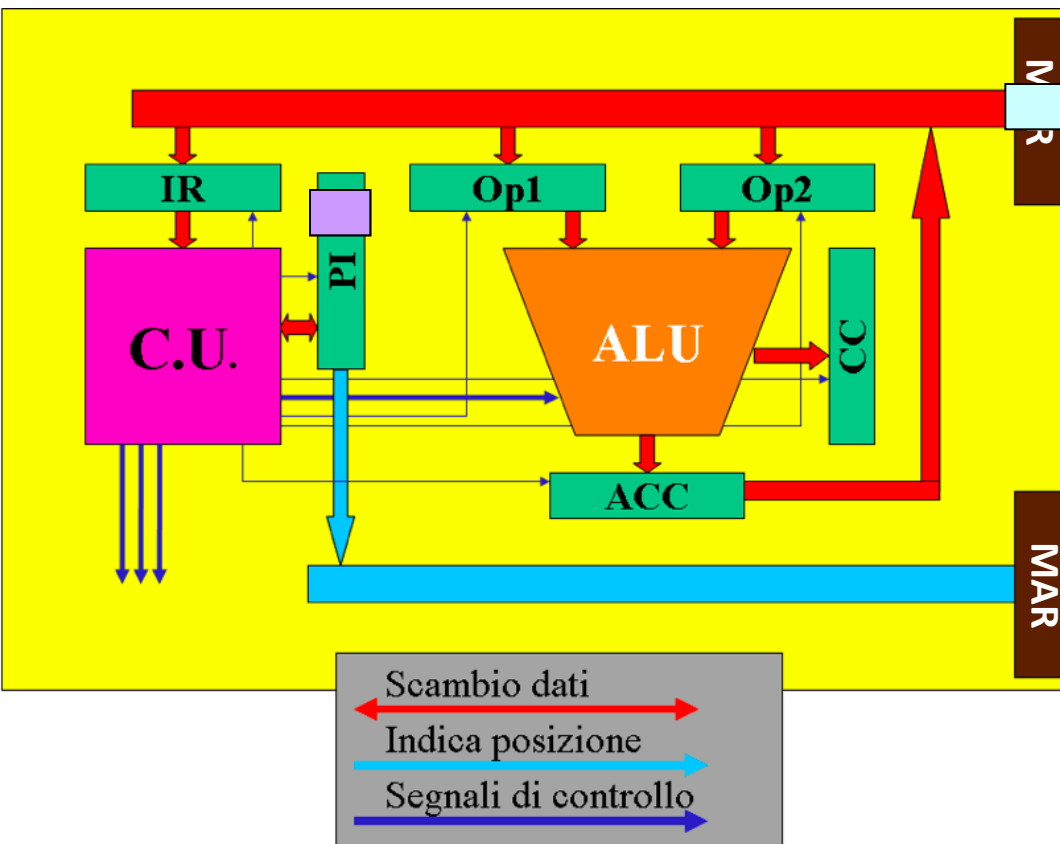 IR
Op1
Op2
PI
C.U.
ALU
CC
ACC
MAR
Scambio dati
Indica posizione
Segnali di controllo